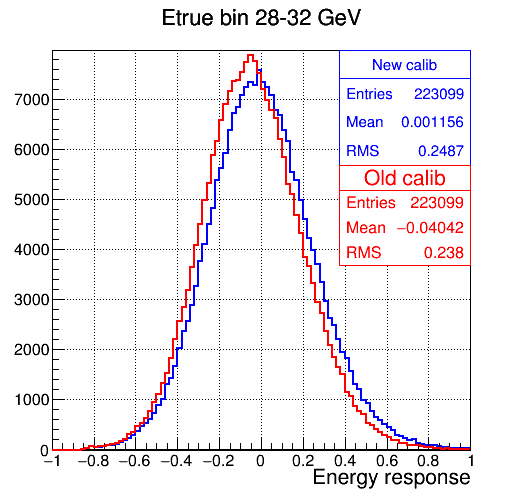 Etrue bin 28-32 GeV
New calib
Entries 223099
Mean 0.001156
RMS 0.2487
Old calib
Entries 223099
Mean −0.04042
RMS 0.238
7000
6000
5000
4000
3000
2000
1000
0
−1 −0.8 −0.6 −0.4 −0.2 0 0.2 0.4 0.6 0.8 1
Energy response